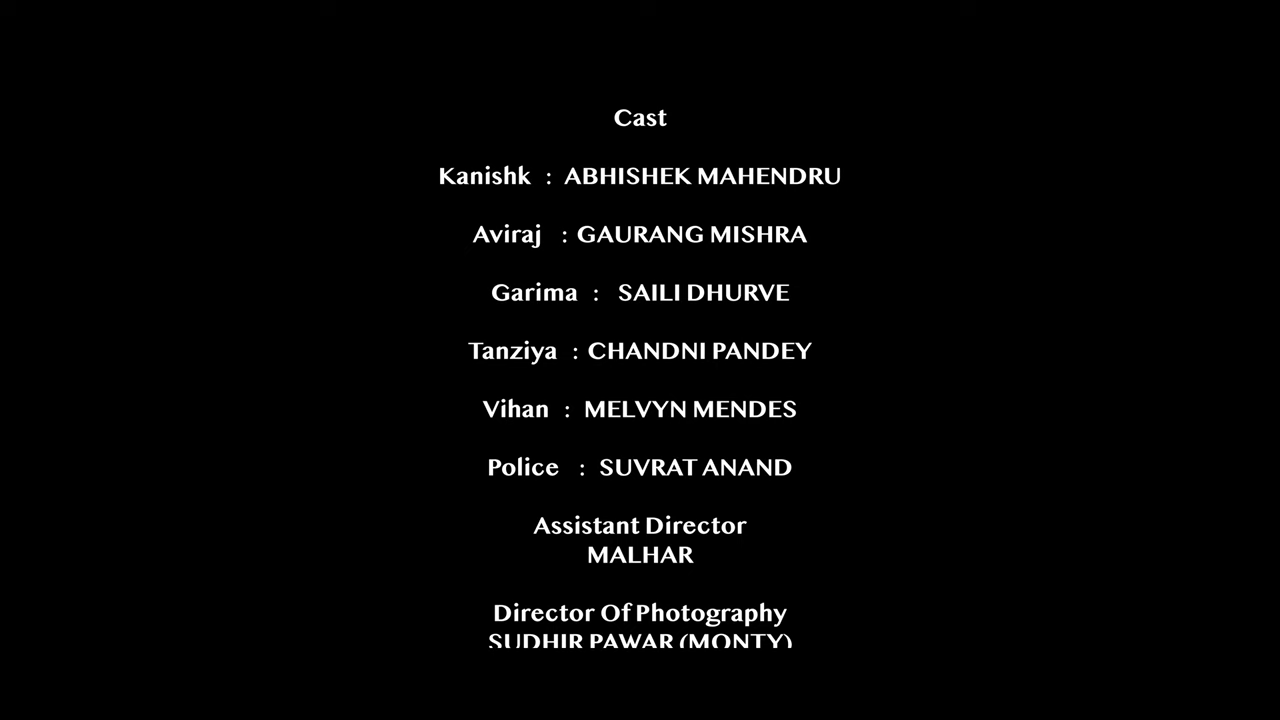 Cast
Kanishk : ABHISHEK MAHENDRU
Aviraj : GAURANG MISHRA
Garima : SAILI DHURVE
Tanziya : CHANDNI PANDEY
Vihan : MELVYN MENDES
Police : SUVRAT ANAND
Assistant Director
MALHAR
Director Of Photography
SUDHIR PAWAR (MONTY)